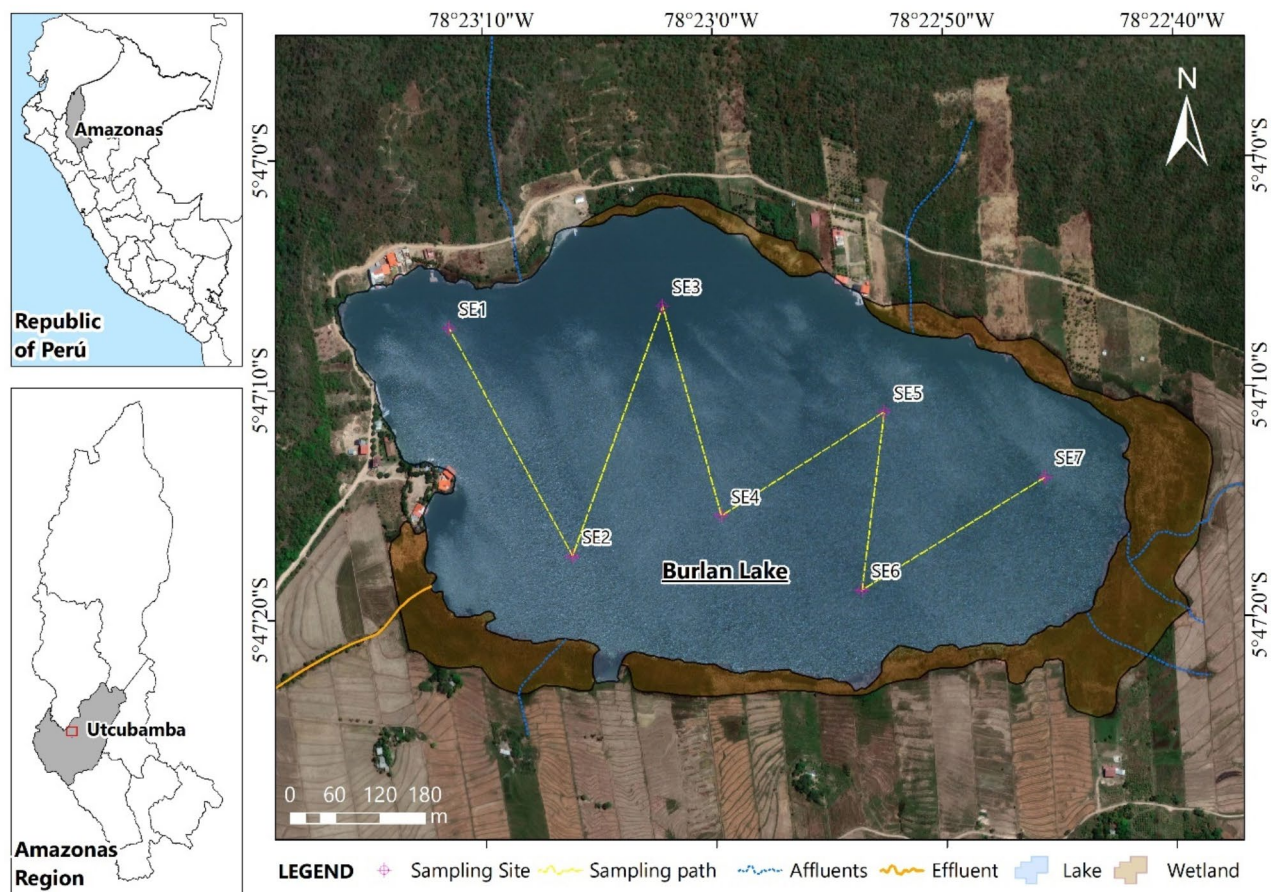 Amazonas
Republic
of Perú
Utcubamba
Amazonas
Region
78°23'10"W 78°23'0"W 78°22'50"W 78°22'40"W
N
5°47'0"S 5°47'0"S
5°47'10"S 5°47'10"S
5°47'20"S 5°47'20"S
SE1
SE3
SE5
SE7
SE4
SE2
SE6
Burlan Lake
0 60 120 180
m
LEGEND Sampling Site Sampling path Affluents Effluent Lake Wetland